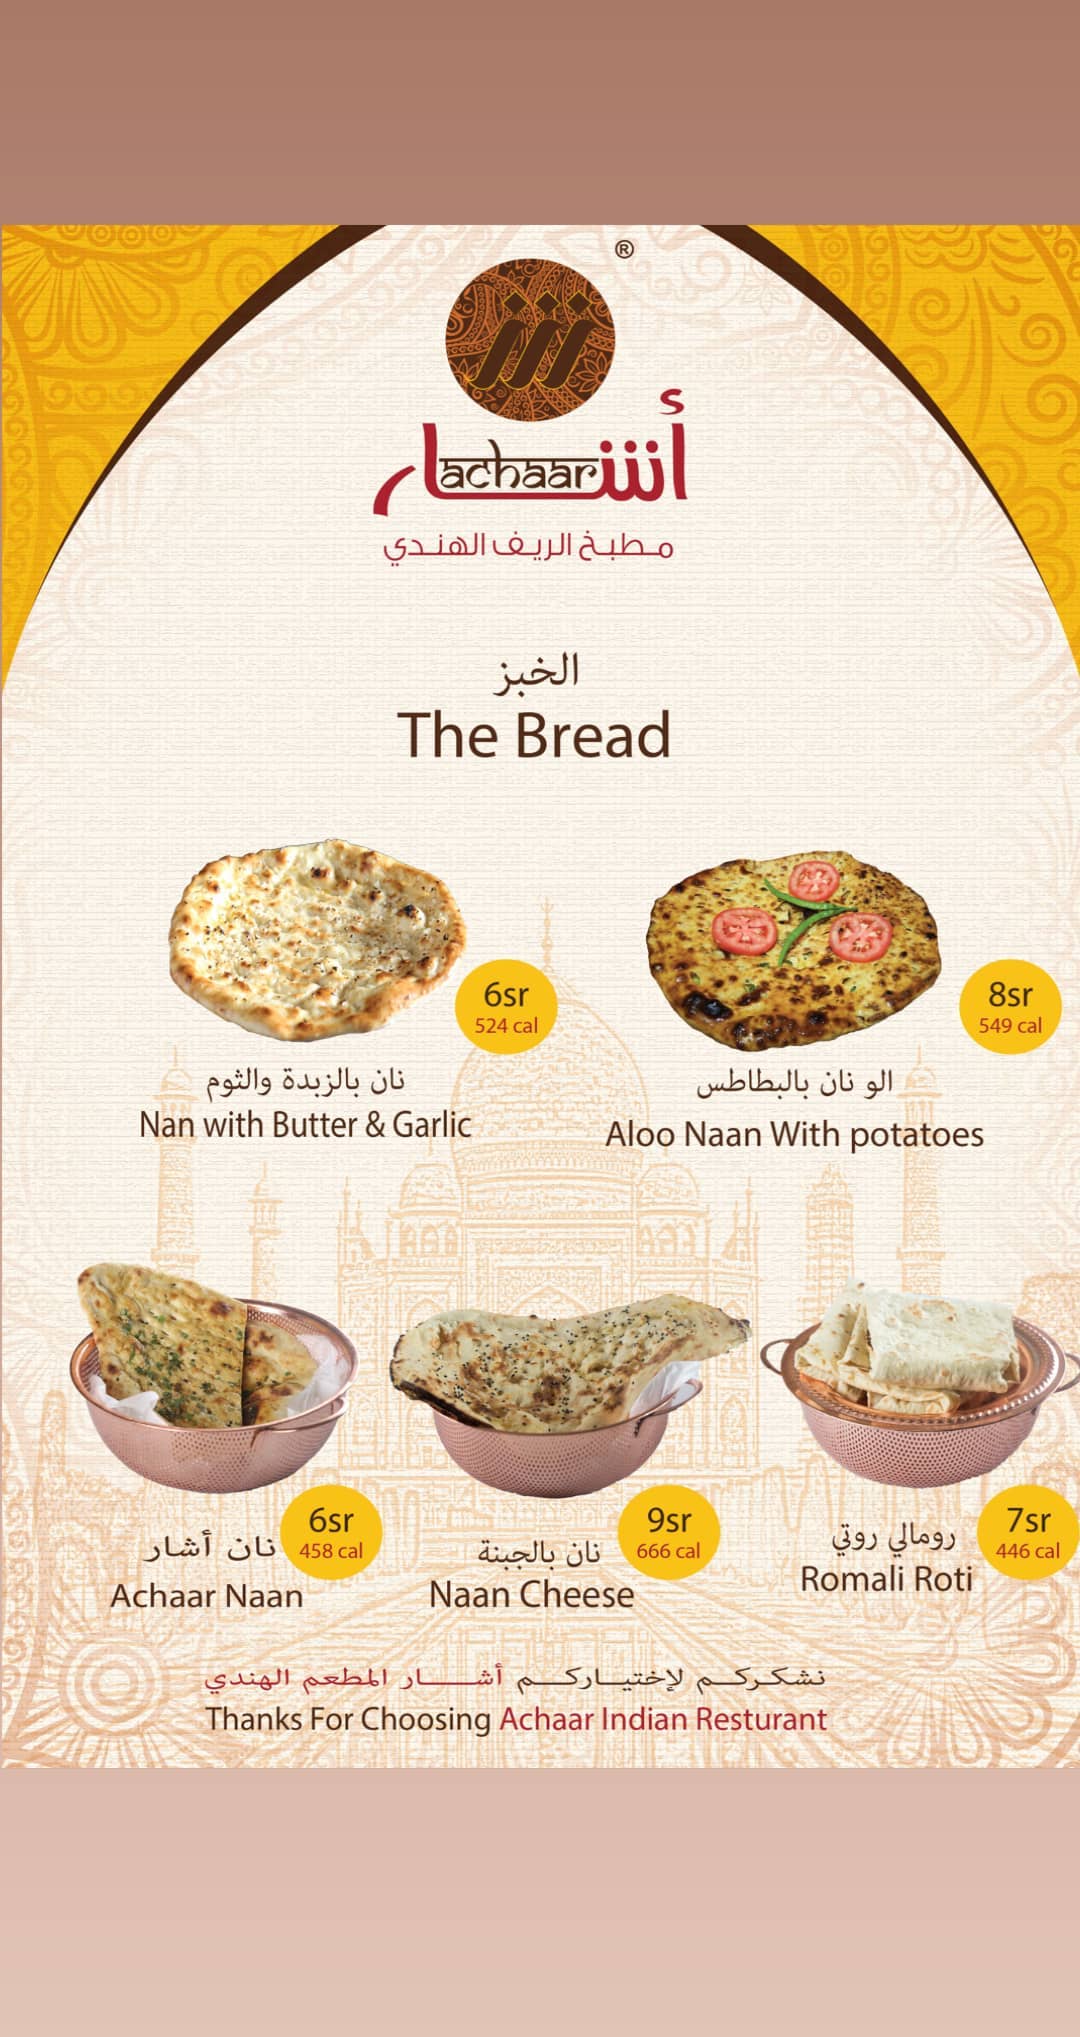 ®
أشار
achaar
مطبخ الريف الهندي
الخبز
The Bread
6sr
524 cal
نان بالزبدة والثوم
Nan with Butter & Garlic
8sr
549 cal
الو نان بالبطاطس
Aloo Naan With potatoes
6sr
458 cal
نان أشار
Achaar Naan
9sr
666 cal
نان بالجبنة
Naan Cheese
7sr
446 cal
رومالي روتي
Romali Roti
نشكركم لإختياركم أشار المطعم الهندي
Thanks For Choosing Achaar Indian Resturant